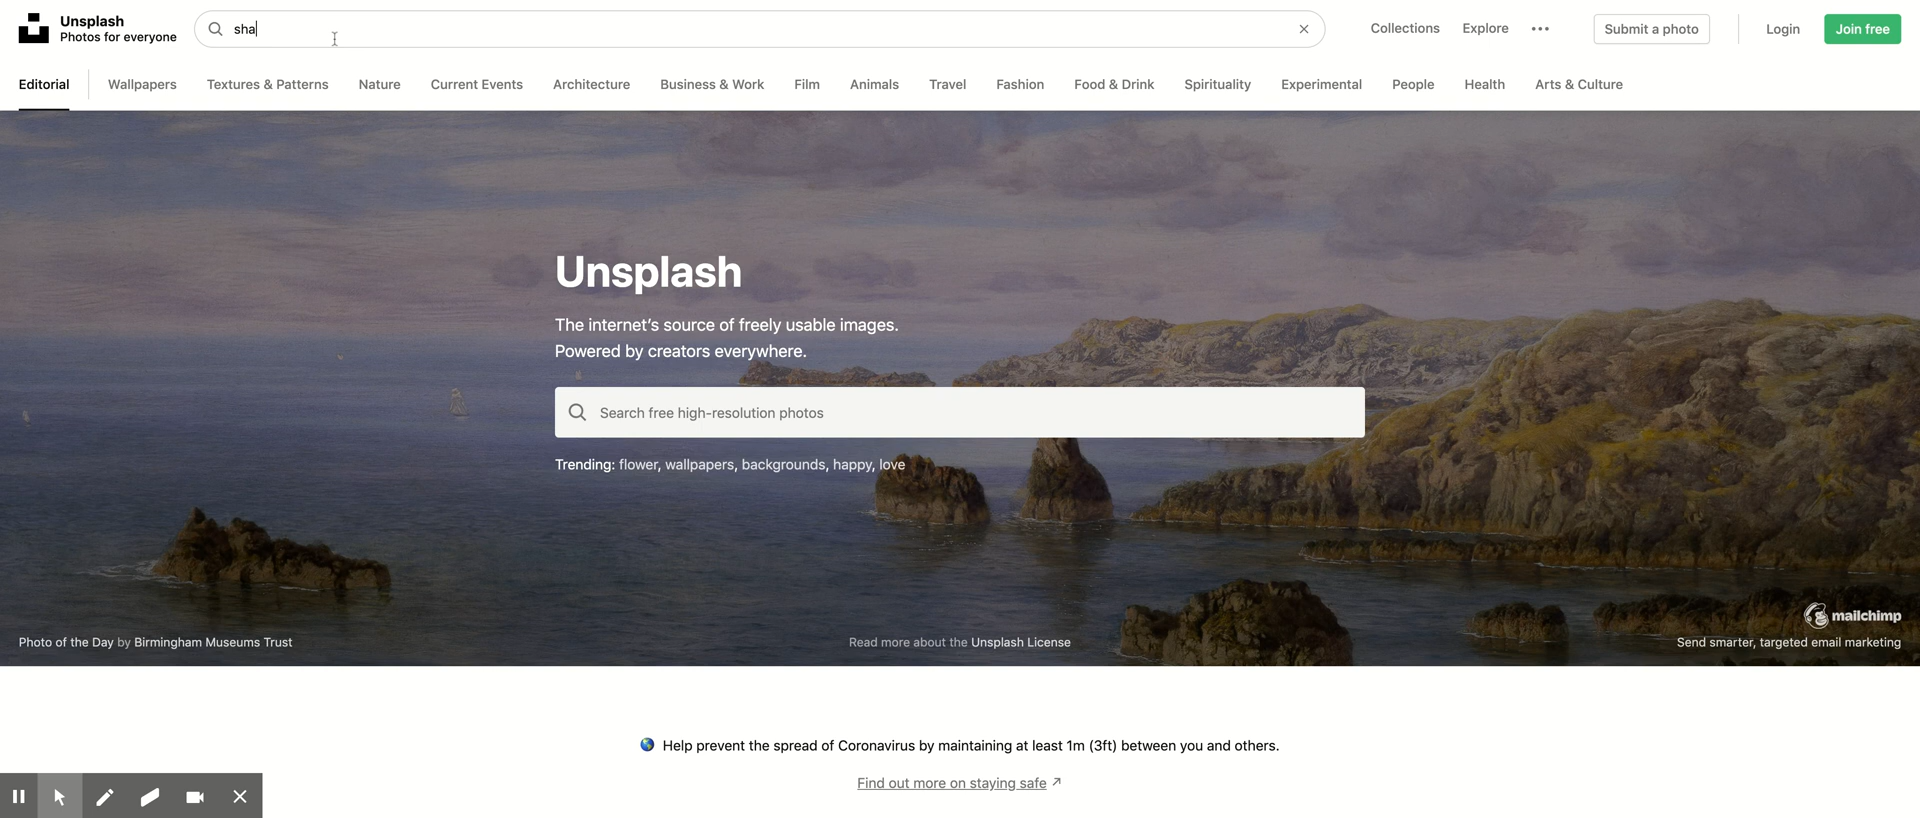 Unsplash
Photos for everyone
sha
Collections
Explore
Submit a photo
Login
Join free
Editorial
Wallpapers
Textures & Patterns
Nature
Current Events
Architecture
Business & Work
Film
Animals
Travel
Fashion
Food & Drink
Spirituality
Experimental
People
Health
Arts & Culture
Unsplash
The internet’s source of freely usable images.
Powered by creators everywhere.
Search free high-resolution photos
Trending: flower, wallpapers, backgrounds, happy, love
mailchimp
Photo of the Day by Birmingham Museums Trust
Read more about the Unsplash License
Send smarter, targeted email marketing
Help prevent the spread of Coronavirus by maintaining at least 1m (3ft) between you and others.
Find out more on staying safe ↗